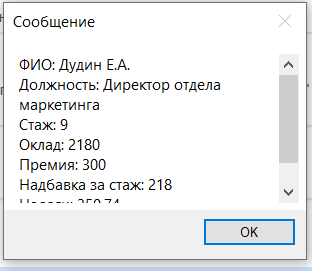 Сообщение
ФИО: Дудин Е.А.
Должность: Директор отдела
маркетинга
Стаж: 9
Оклад: 2180
Премия: 300
Надбавка за стаж: 218
OK